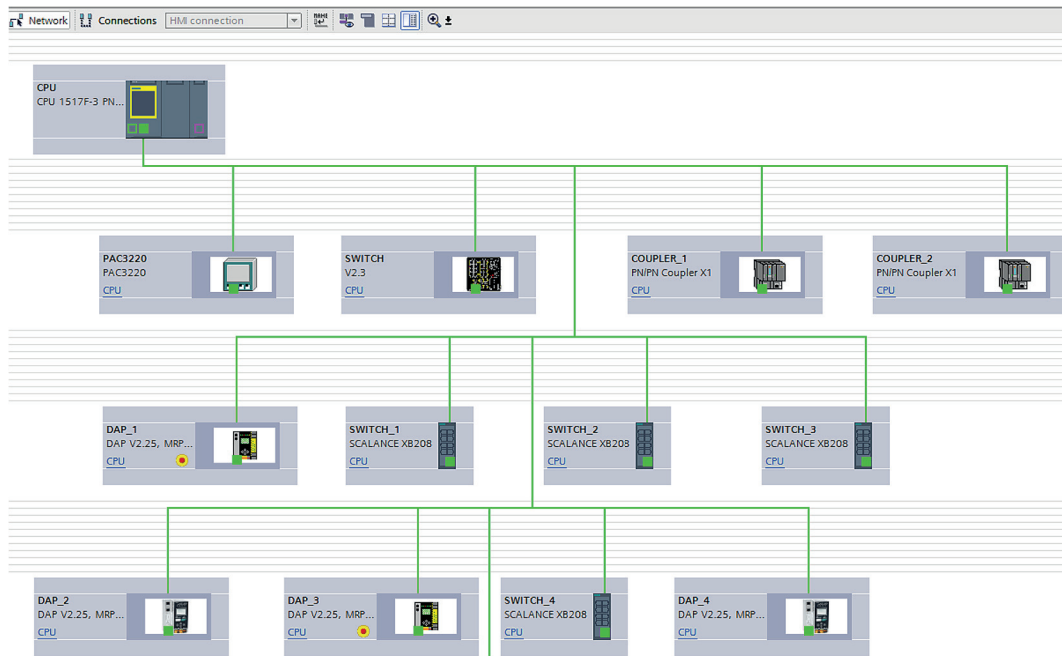 Network Connections HMI connection
CPU
CPU 1517F-3 PN...
PAC3220
PAC3220
CPU
SWITCH
V2.3
CPU
COUPLER_1
PN/PN Coupler X1
CPU
COUPLER_2
PN/PN Coupler X1
CPU
DAP_1
DAP V2.25, MRP...
CPU
SWITCH_1
SCALANCE XB208
CPU
SWITCH_2
SCALANCE XB208
CPU
SWITCH_3
SCALANCE XB208
CPU
DAP_2
DAP V2.25, MRP...
CPU
DAP_3
DAP V2.25, MRP...
CPU
SWITCH_4
SCALANCE XB208
CPU
DAP_4
DAP V2.25, MRP...
CPU